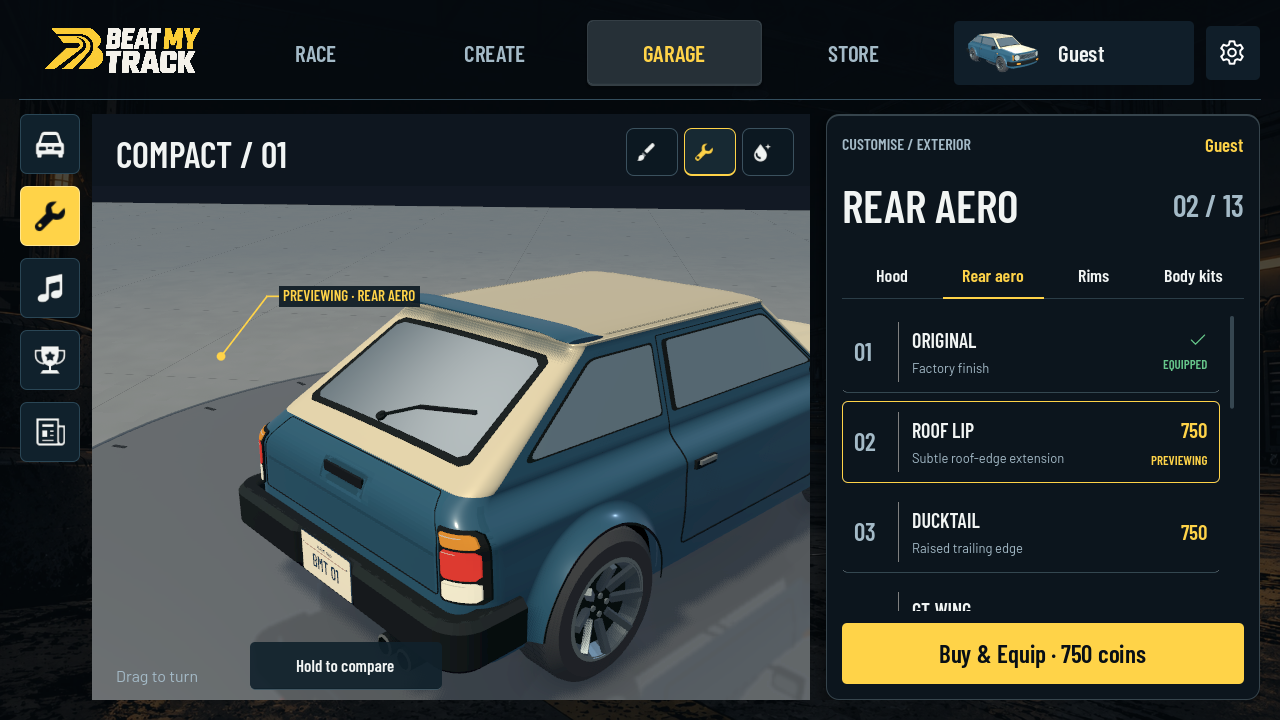 BEAT MY
TRACK
RACE
CREATE
GARAGE
STORE
Guest
COMPACT / 01
PREVIEWING · REAR AERO
BMT 01
Drag to turn
Hold to compare
CUSTOMISE / EXTERIOR
Guest
REAR AERO
02 / 13
Hood
Rear aero
Rims
Body kits
01
ORIGINAL
Factory finish
EQUIPPED
02
ROOF LIP
Subtle roof-edge extension
750
PREVIEWING
03
DUCKTAIL
Raised trailing edge
750
GT WING
Buy & Equip · 750 coins